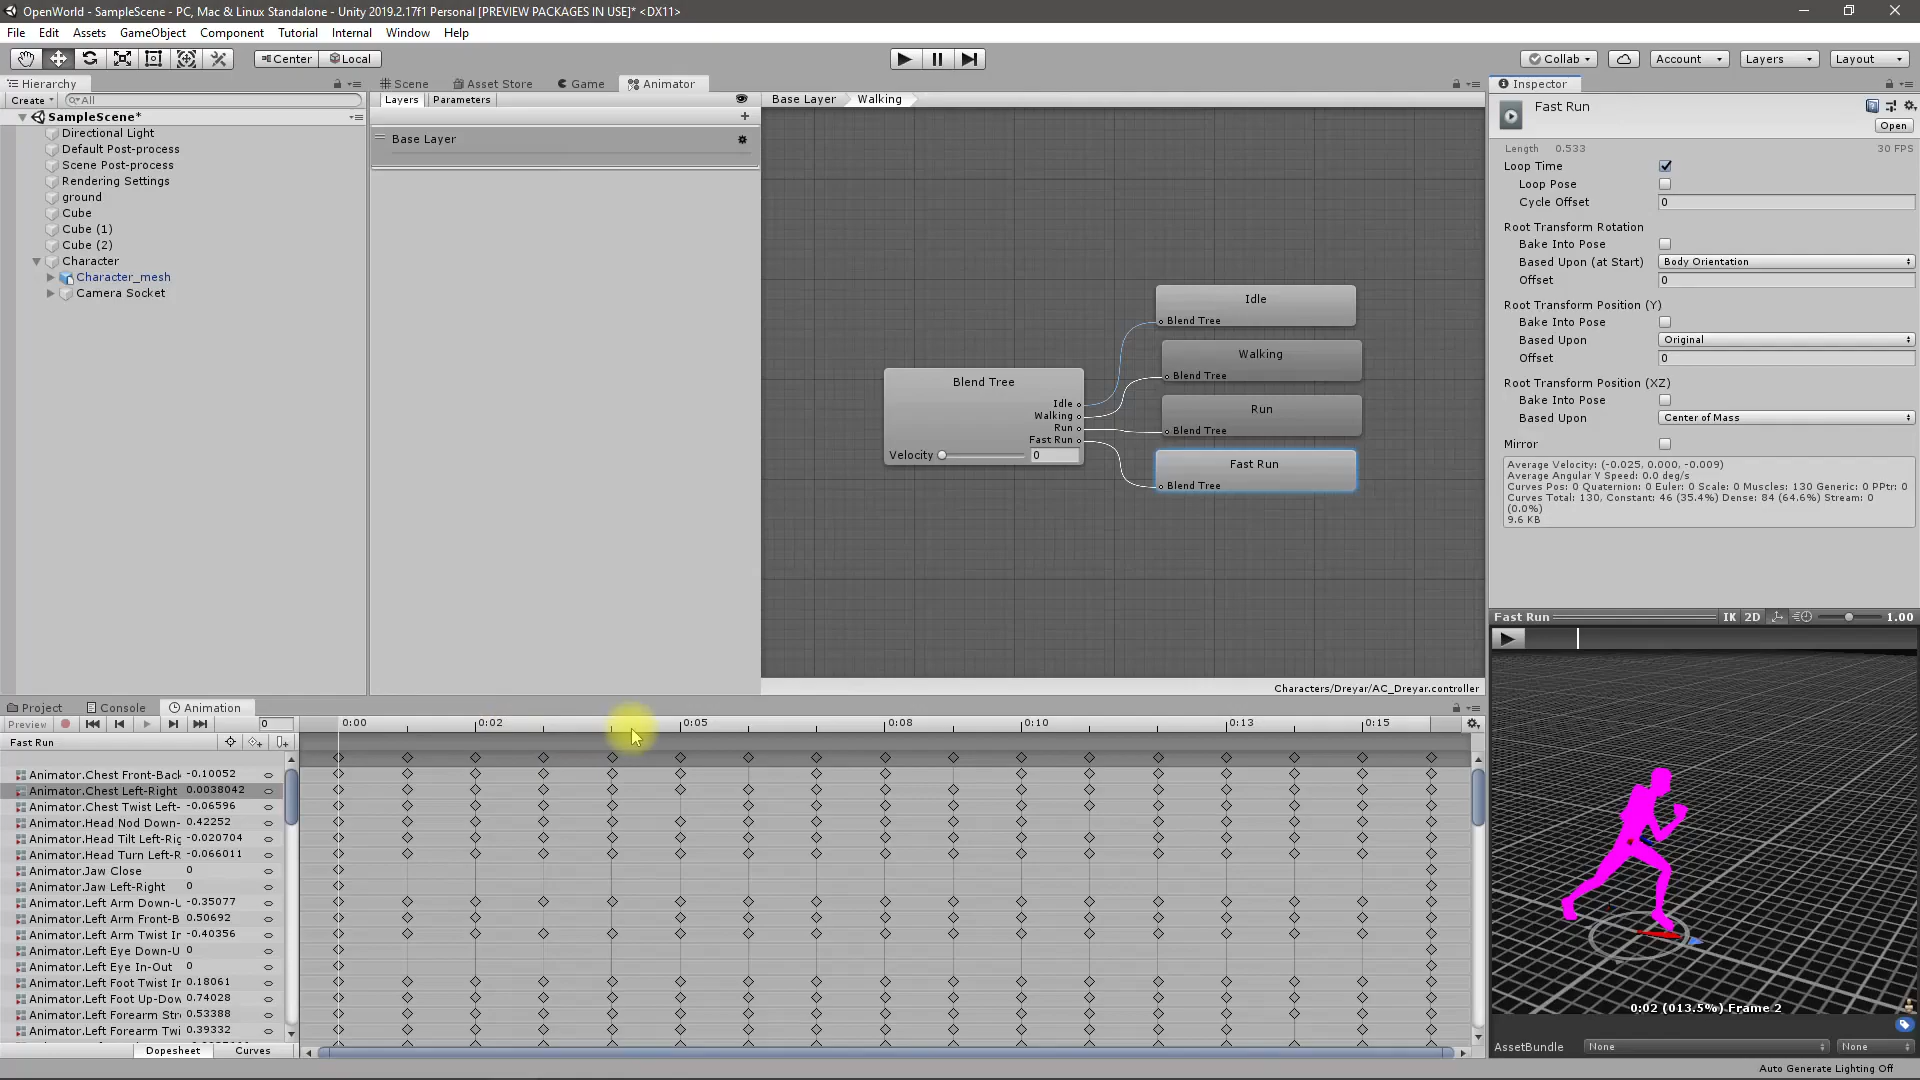 OpenWorld - SampleScene - PC, Mac & Linux Standalone - Unity 2019.2.17f1 Personal [PREVIEW PACKAGES IN USE]* <DX11>
File Edit Assets GameObject Component Tutorial Internal Window Help
Center Local Collab Account Layers Layout
Hierarchy
Create All
SampleScene*
Directional Light
Default Post-process
Scene Post-process
Rendering Settings
ground
Cube
Cube (1)
Cube (2)
Character
Character_mesh
Camera Socket
Scene Asset Store Game Animator
Layers Parameters
Base Layer
Base Layer Walking
Idle
Blend Tree
Walking
Blend Tree
Run
Blend Tree
Fast Run
Blend Tree
Blend Tree
Idle
Walking
Run
Fast Run
Velocity 0
Characters/Dreyar/AC_Dreyar.controller
Inspector
Fast Run
Open
Length 0.533 30 FPS
Loop Time
Loop Pose
Cycle Offset 0
Root Transform Rotation
Bake Into Pose
Based Upon (at Start) Body Orientation
Offset 0
Root Transform Position (Y)
Bake Into Pose
Based Upon Original
Offset 0
Root Transform Position (XZ)
Bake Into Pose
Based Upon Center of Mass
Mirror
Average Velocity: (-0.025, 0.000, -0.009)
Average Angular Y Speed: 0.0 deg/s
Curves Pos: 0 Quaternion: 0 Euler: 0 Scale: 0 Muscles: 130 Generic: 0 PPtr: 0
Curves Total: 130, Constant: 46 (35.4%) Dense: 84 (64.6%) Stream: 0
(0.0%)
9.6 KB
Fast Run IK 2D 1.00
0:02 (013.5%) Frame 2
AssetBundle None None
Project Console Animation
Preview 0 0:00 0:02 0:05 0:08 0:10 0:13 0:15
Fast Run
Animator.Chest Front-Back -0.10052
Animator.Chest Left-Right 0.0038042
Animator.Chest Twist Left- -0.06596
Animator.Head Nod Down- 0.42252
Animator.Head Tilt Left-Rig -0.020704
Animator.Head Turn Left-R -0.066011
Animator.Jaw Close 0
Animator.Jaw Left-Right 0
Animator.Left Arm Down-U -0.35077
Animator.Left Arm Front-B 0.50692
Animator.Left Arm Twist In -0.40356
Animator.Left Eye Down-U 0
Animator.Left Eye In-Out 0
Animator.Left Foot Twist Ir 0.18061
Animator.Left Foot Up-Dow 0.74028
Animator.Left Forearm Str 0.53388
Animator.Left Forearm Twi 0.39332
Dopesheet Curves
Auto Generate Lighting Off